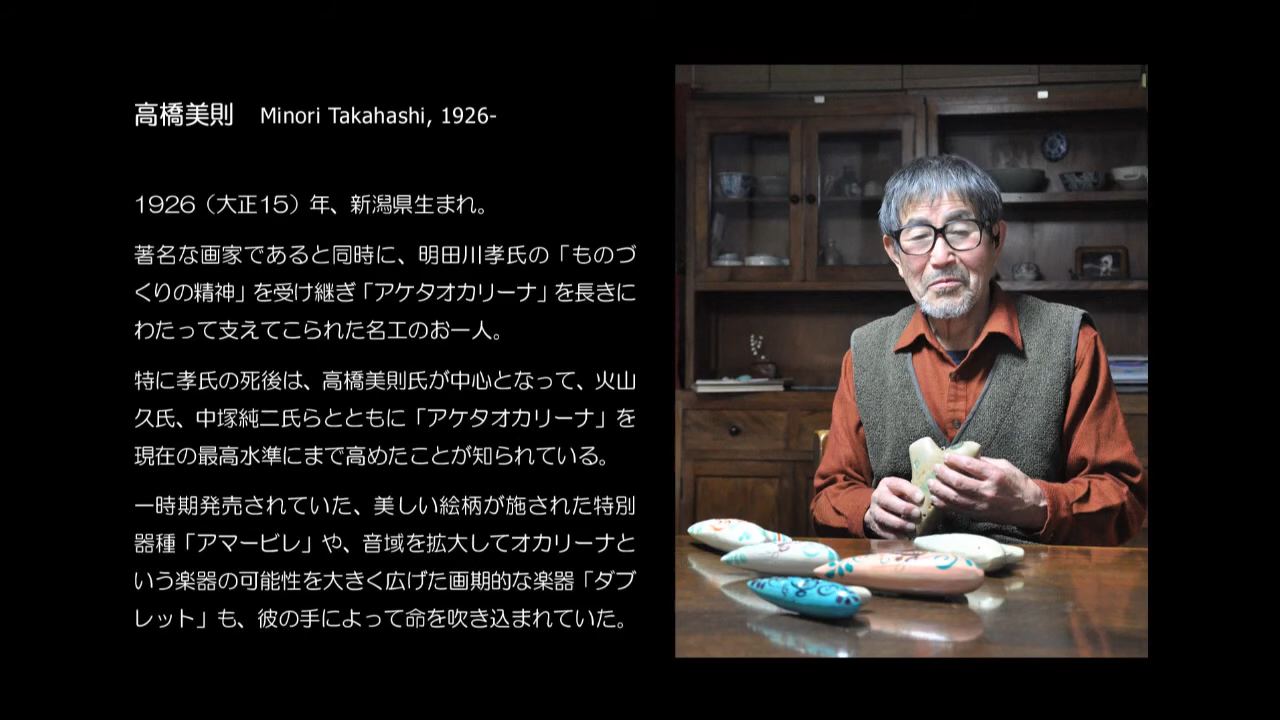 高橋美則 Minori Takahashi, 1926-
1926（大正15）年、新潟県生まれ。
著名な画家であると同時に、明田川孝氏の「ものづ
くりの精神」を受け継ぎ「アケタオカリーナ」を長きに
わたって支えてこられた名工のお一人。
特に孝氏の死後は、高橋美則氏が中心となって、火山
久氏、中塚純二氏らとともに「アケタオカリーナ」を
現在の最高水準にまで高めたことが知られている。
一時期発売されていた、美しい絵柄が施された特別
器種「アマービレ」や、音域を拡大してオカリーナと
いう楽器の可能性を大きく広げた画期的な楽器「ダブ
レット」も、彼の手によって命を吹き込まれていた。